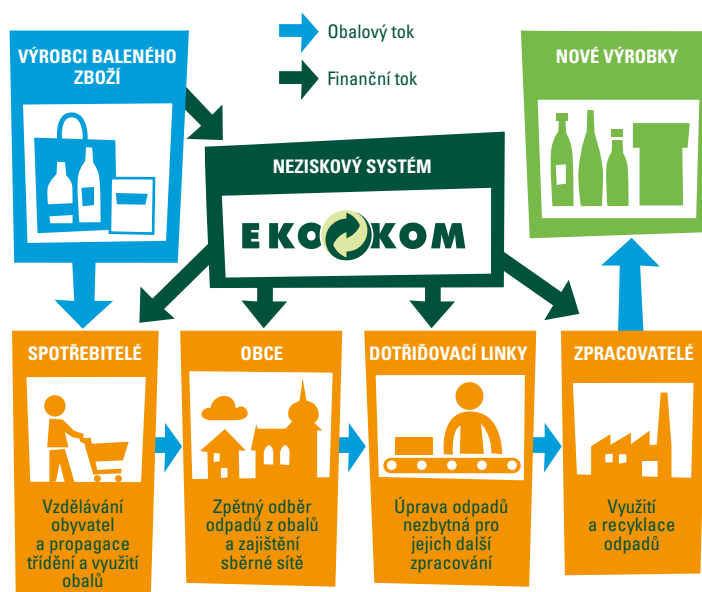 VÝROBCI BALENÉHO
ZBOŽÍ
Obalový tok
Finanční tok
NOVÉ VÝROBKY
NEZISKOVÝ SYSTÉM
EKO KOM
SPOTŘEBITELÉ
OBCE
DOTŘIĎOVACÍ LINKY
ZPRACOVATELÉ
Vzdělávání
obyvatel
a propagace
třídění a využití
obalů
Zpětný odběr
odpadů z obalů
a zajištění
sběrné sítě
Úprava odpadů
nezbytná pro
jejich další
zpracování
Využití
a recyklace
odpadů